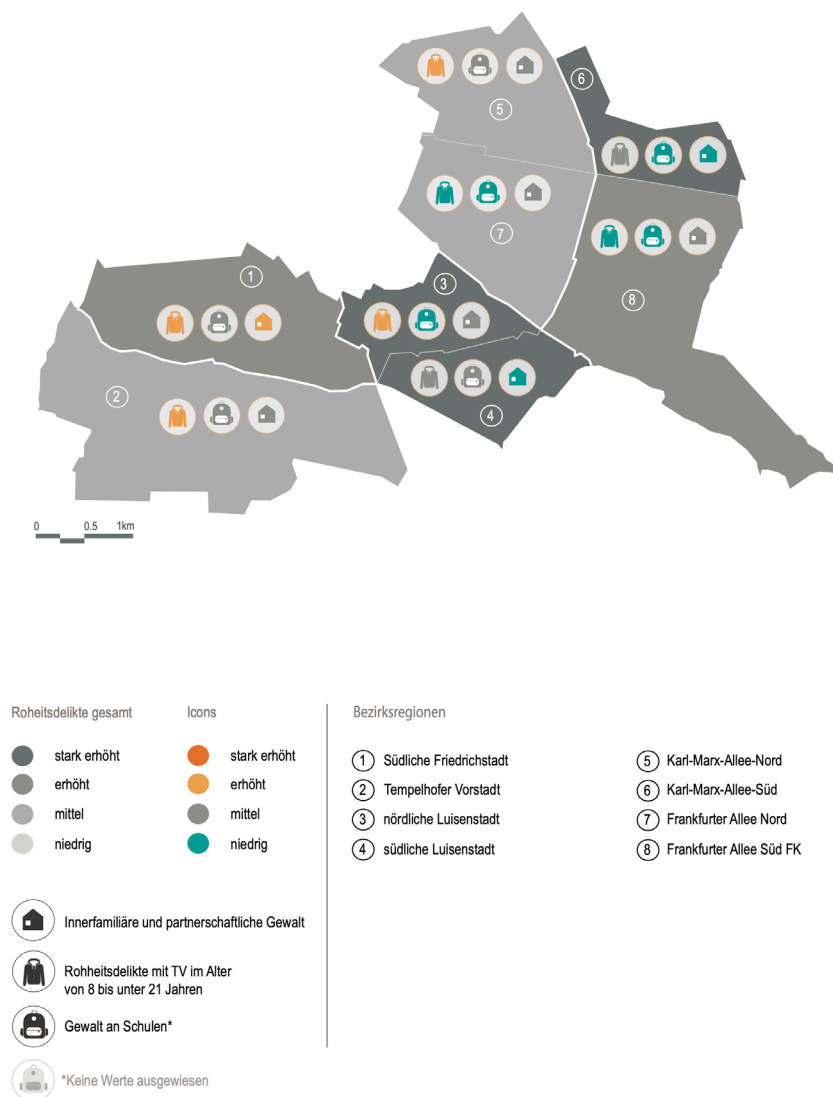 6
5
7
1
3
8
2
4
0 0.5 1km
Roheitsdelikte gesamt
stark erhöht
erhöht
mittel
niedrig
Icons
stark erhöht
erhöht
mittel
niedrig
Innerfamiliäre und partnerschaftliche Gewalt
Rohheitsdelikte mit TV im Alter
von 8 bis unter 21 Jahren
Gewalt an Schulen*
*Keine Werte ausgewiesen
Bezirksregionen
1 Südliche Friedrichstadt
2 Tempelhofer Vorstadt
3 nördliche Luisenstadt
4 südliche Luisenstadt
5 Karl-Marx-Allee-Nord
6 Karl-Marx-Allee-Süd
7 Frankfurter Allee Nord
8 Frankfurter Allee Süd FK